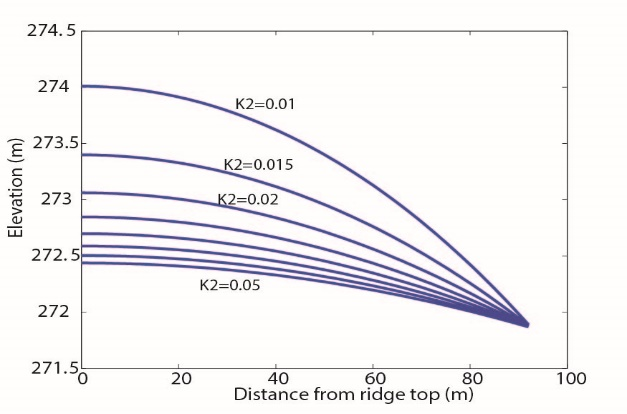 274.5
274
273.5
273
272.5
272
271.5
Elevation (m)
K2=0.01
K2=0.015
K2=0.02
K2=0.05
0 20 40 60 80 100
Distance from ridge top (m)